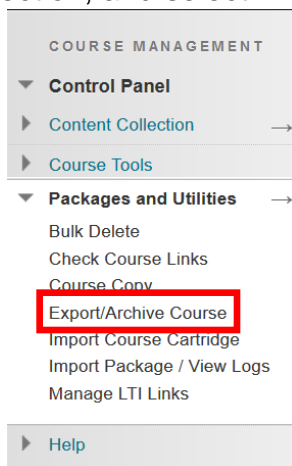 COURSE MANAGEMENT
Control Panel
Content Collection →
Course Tools
Packages and Utilities →
Bulk Delete
Check Course Links
Course Copy
Export/Archive Course
Import Course Cartridge
Import Package / View Logs
Manage LTI Links
Help